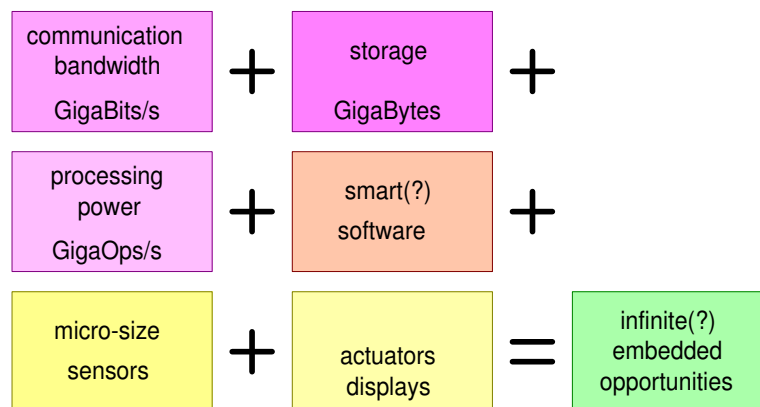 communication
bandwidth
GigaBits/s
+
storage
GigaBytes
+
processing
power
GigaOps/s
+
smart(?)
software
+
micro-size
sensors
+
actuators
displays
=
infinite(?)
embedded
opportunities